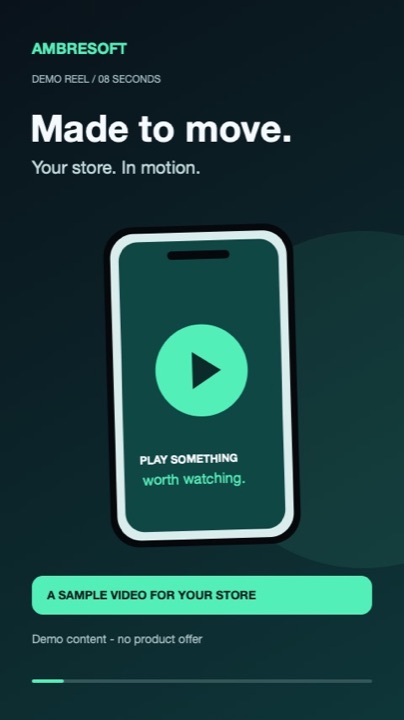 AMBRESOFT
DEMO REEL / 08 SECONDS
Made to move.
Your store. In motion.
PLAY SOMETHING
worth watching.
A SAMPLE VIDEO FOR YOUR STORE
Demo content - no product offer